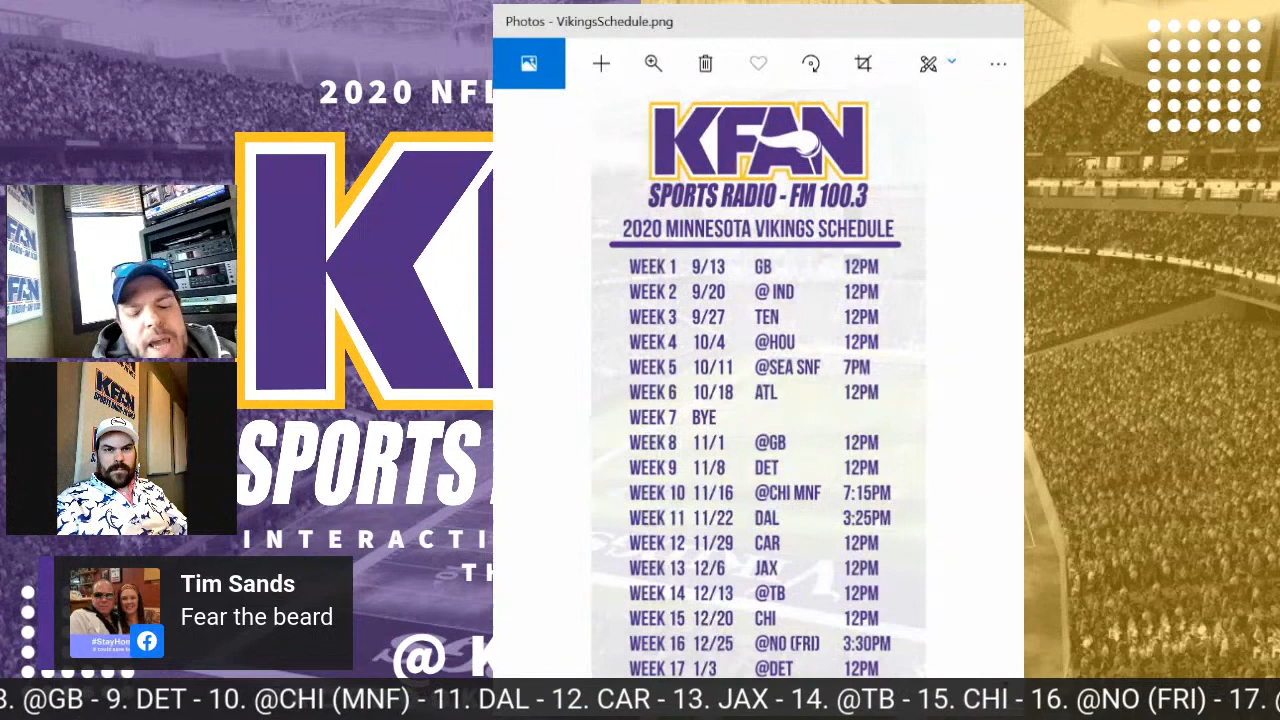 Photos - VikingsSchedule.png
2020 NFL
KFAN
SPORTS RADIO - FM 100.3
2020 MINNESOTA VIKINGS SCHEDULE
WEEK 1 9/13 GB 12PM
WEEK 2 9/20 @ IND 12PM
WEEK 3 9/27 TEN 12PM
WEEK 4 10/4 @HOU 12PM
WEEK 5 10/11 @SEA SNF 7PM
WEEK 6 10/18 ATL 12PM
WEEK 7 BYE
WEEK 8 11/1 @GB 12PM
WEEK 9 11/8 DET 12PM
WEEK 10 11/16 @CHI MNF 7:15PM
WEEK 11 11/22 DAL 3:25PM
WEEK 12 11/29 CAR 12PM
WEEK 13 12/6 JAX 12PM
WEEK 14 12/13 @TB 12PM
WEEK 15 12/20 CHI 12PM
WEEK 16 12/25 @NO (FRI) 3:30PM
WEEK 17 1/3 @DET 12PM
K
SPORTS
INTERACTI
TH
@ K
KFAN
Tim Sands
Fear the beard
#StayHom
8. @GB - 9. DET - 10. @CHI (MNF) - 11. DAL - 12. CAR - 13. JAX - 14. @TB - 15. CHI - 16. @NO (FRI) - 17.